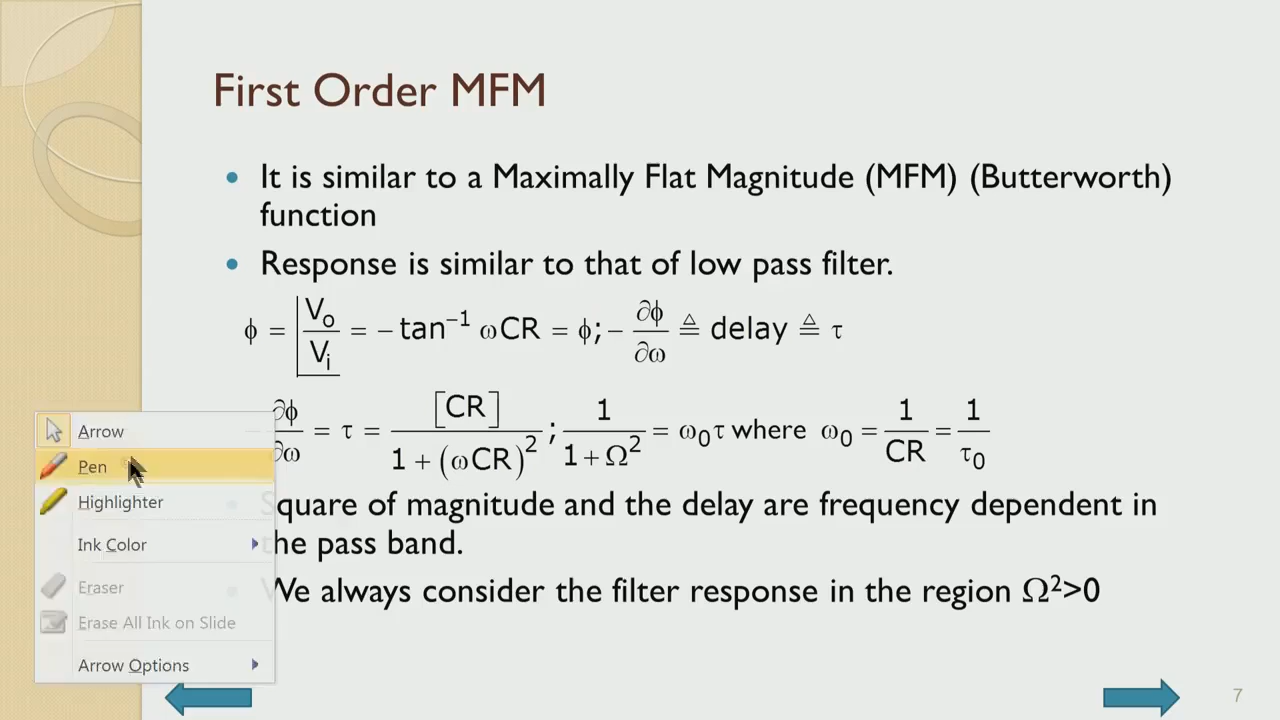 First Order MFM
• It is similar to a Maximally Flat Magnitude (MFM) (Butterworth)
function
• Response is similar to that of low pass filter.
ϕ = ∠ Vo/Vi = − tan⁻¹ ωCR = ϕ; − ∂ϕ/∂ω ≜ delay ≜ τ
− ∂ϕ/∂ω = τ = [CR] / (1 + (ωCR)²) ; 1 / (1 + Ω²) = ω₀τ where ω₀ = 1/CR = 1/τ₀
• Square of magnitude and the delay are frequency dependent in
the pass band.
• We always consider the filter response in the region Ω²>0
Arrow
Pen
Highlighter
Ink Color
Eraser
Erase All Ink on Slide
Arrow Options
7